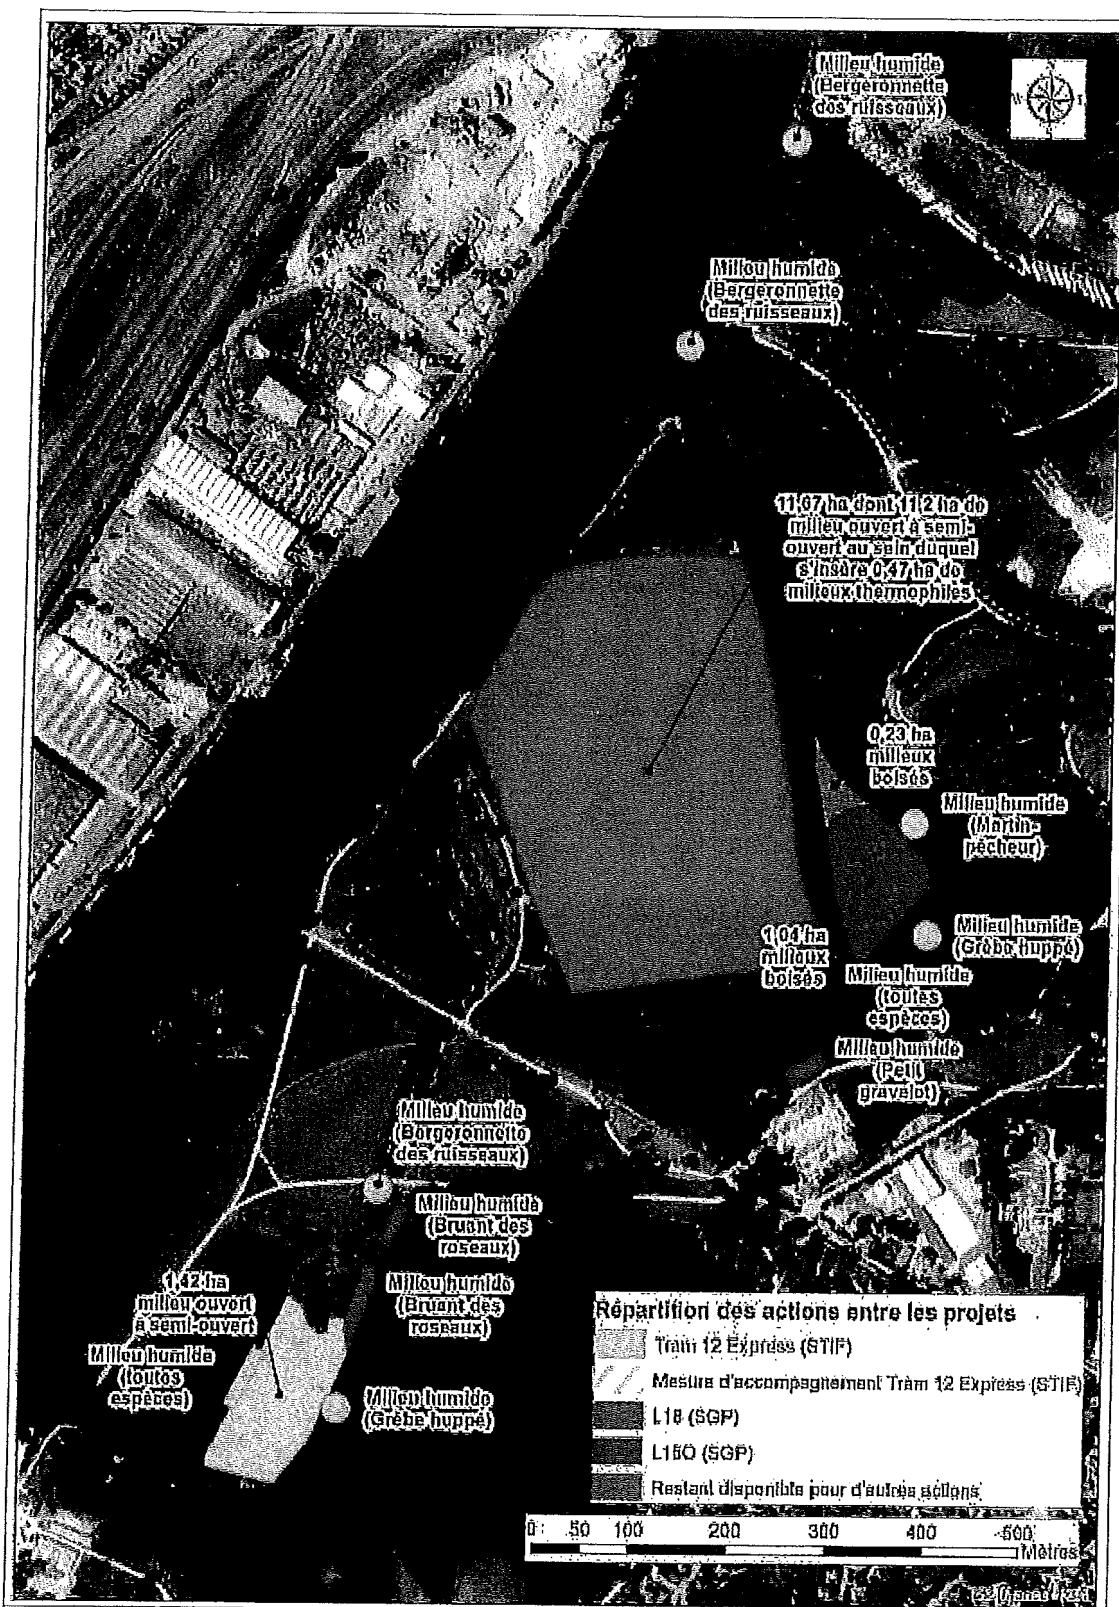 Milieu humide
(Bergeronnette
des ruisseaux)
N
Milieu humide
(Bergeronnette
des ruisseaux)
11,07 ha dont 11,2 ha de
milieu ouvert à semi-
ouvert au sein duquel
s'insère 0,47 ha de
milieux thermophiles
0,23 ha
milieux
boisés
Milieu humide
(Martin-
pêcheur)
1,04 ha
milieux
boisés
Milieu humide
(Grèbe huppé)
Milieu humide
(toutes
espèces)
Milieu humide
(Petit
gravelot)
Milieu humide
(Bergeronnette
des ruisseaux)
Milieu humide
(Bruant des
roseaux)
1,42 ha
milieu ouvert
à semi-ouvert
Milieu humide
(Bruant des
roseaux)
Milieu humide
(toutes
espèces)
Milieu humide
(Grèbe huppé)
Répartition des actions entre les projets
Tram 12 Express (STIF)
Mesure d'accompagnement Tram 12 Express (STIF)
L18 (SGP)
L15O (SGP)
Restant disponible pour d'autres actions
0 50 100 200 300 400 500
Mètres